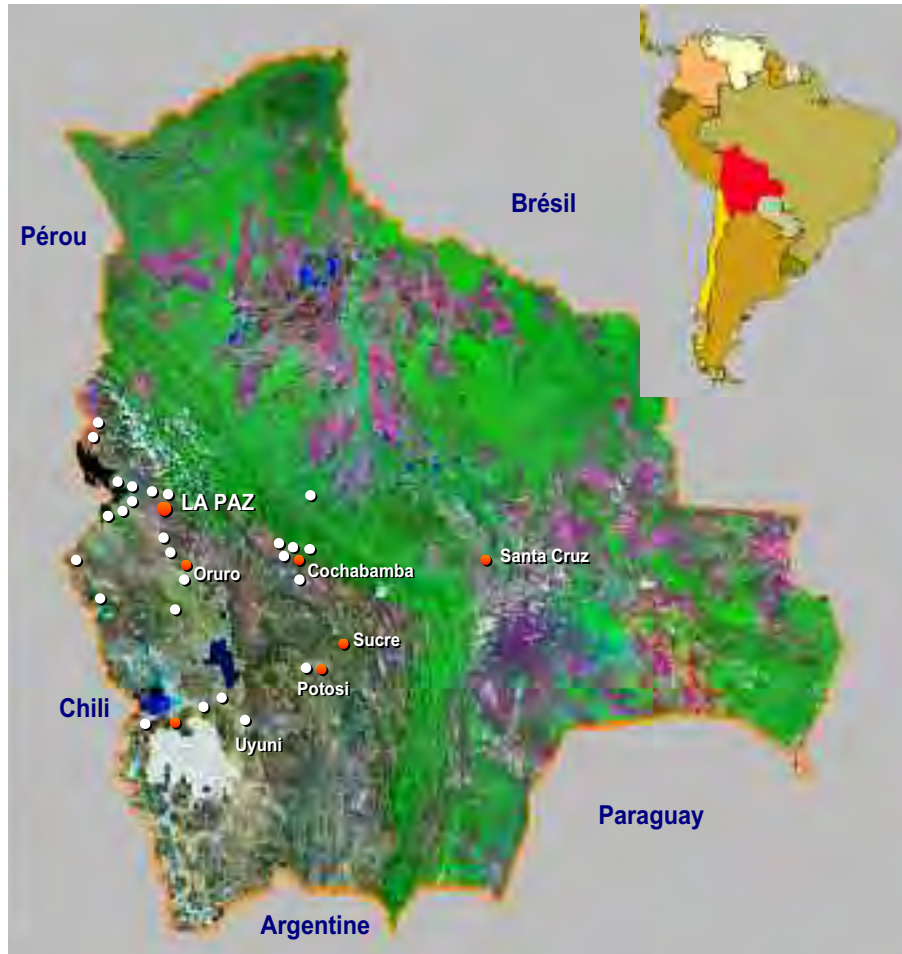 Brésil
Pérou
LA PAZ
Santa Cruz
Oruro
Cochabamba
Sucre
Potosi
Chili
Uyuni
Paraguay
Argentine